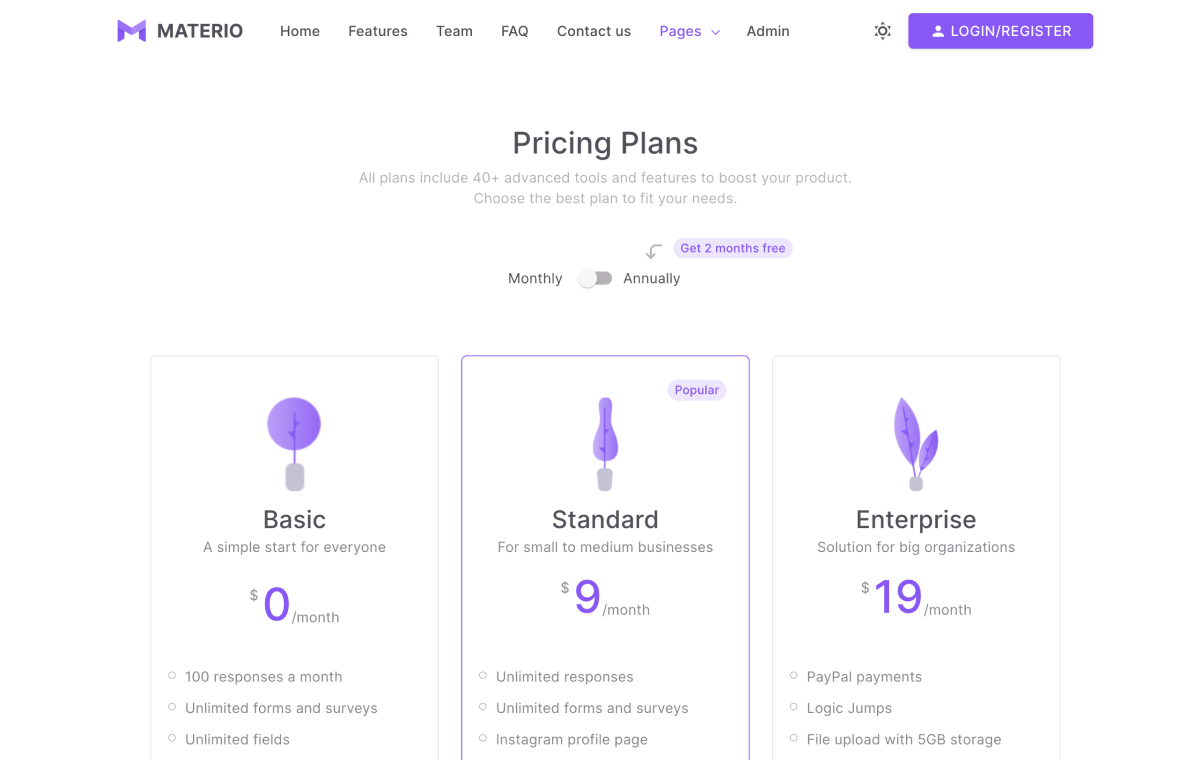 MATERIO
Home
Features
Team
FAQ
Contact us
Pages
Admin
LOGIN/REGISTER
Pricing Plans
All plans include 40+ advanced tools and features to boost your product.
Choose the best plan to fit your needs.
Get 2 months free
Monthly
Annually
Basic
A simple start for everyone
$ 0/month
100 responses a month
Unlimited forms and surveys
Unlimited fields
Popular
Standard
For small to medium businesses
$ 9/month
Unlimited responses
Unlimited forms and surveys
Instagram profile page
Enterprise
Solution for big organizations
$ 19/month
PayPal payments
Logic Jumps
File upload with 5GB storage